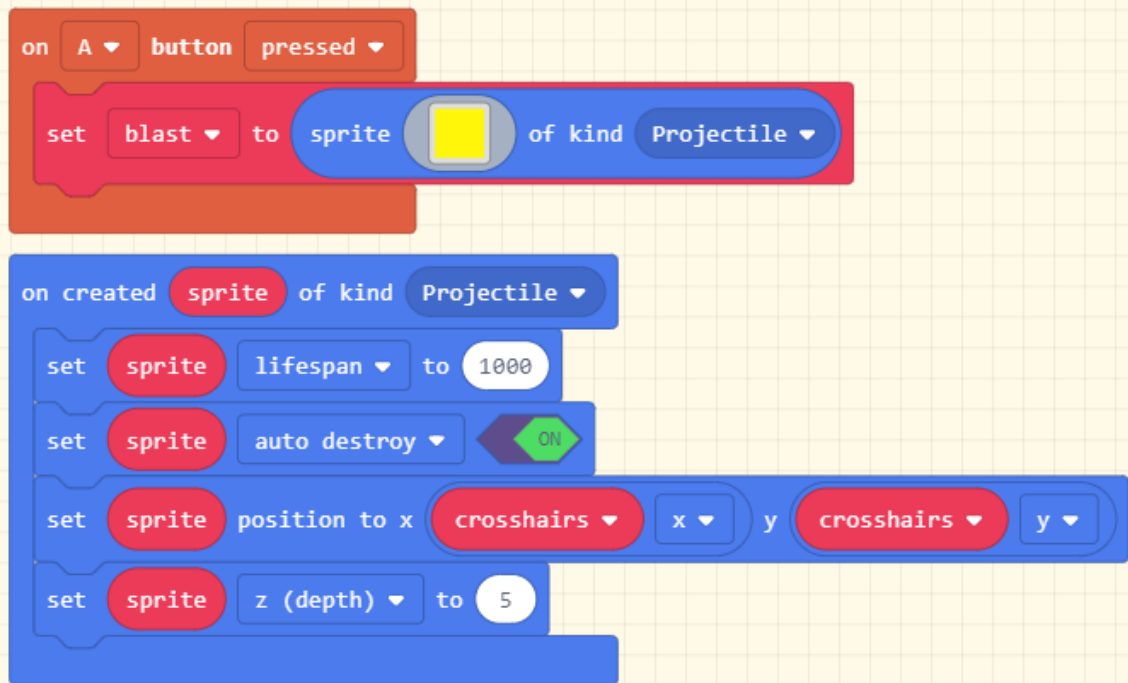 on A button pressed
set blast to sprite of kind Projectile
on created sprite of kind Projectile
set sprite lifespan to 1000
set sprite auto destroy ON
set sprite position to x crosshairs x y crosshairs y
set sprite z (depth) to 5